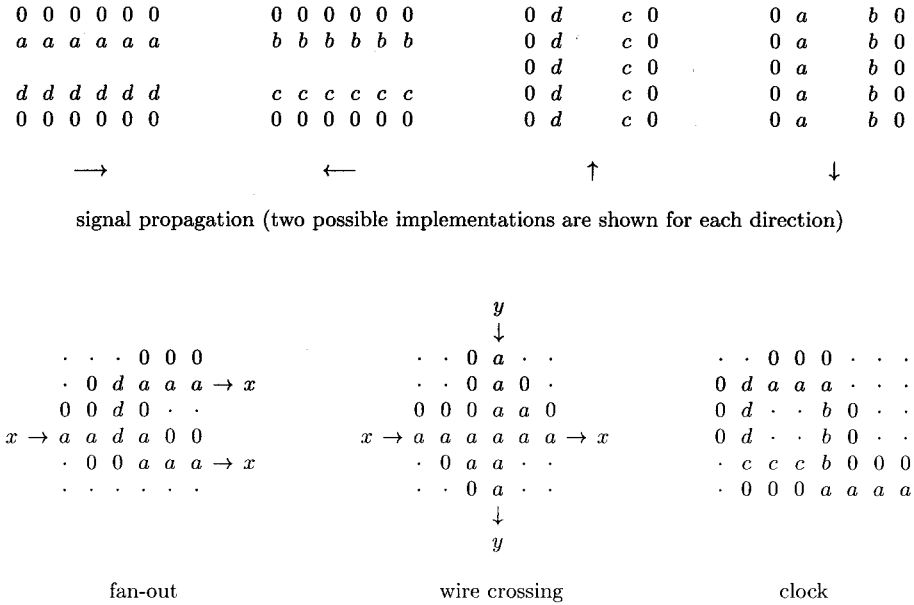 0 0 0 0 0 0 0 0 0 0 0 0 0 d c 0 0 a b 0
a a a a a a b b b b b b 0 d c 0 0 a b 0
0 d c 0 0 a b 0
d d d d d d c c c c c c 0 d c 0 0 a b 0
0 0 0 0 0 0 0 0 0 0 0 0 0 d c 0 0 a b 0
→ ← ↑ ↓
signal propagation (two possible implementations are shown for each direction)
· · · 0 0 0
· 0 d a a a → x
0 0 d 0 · ·
x → a a d a 0 0
· 0 0 a a a → x
· · · · · ·
fan-out
y
↓
· · 0 a · ·
· · 0 a 0 ·
0 0 0 a a 0
x → a a a a a a → x
· 0 a a · ·
· · 0 a · ·
↓
y
wire crossing
· · 0 0 0 · · ·
0 d a a a · · ·
0 d · · b 0 · ·
0 d · · b 0 · ·
· c c c b 0 0 0
· 0 0 0 a a a a
clock